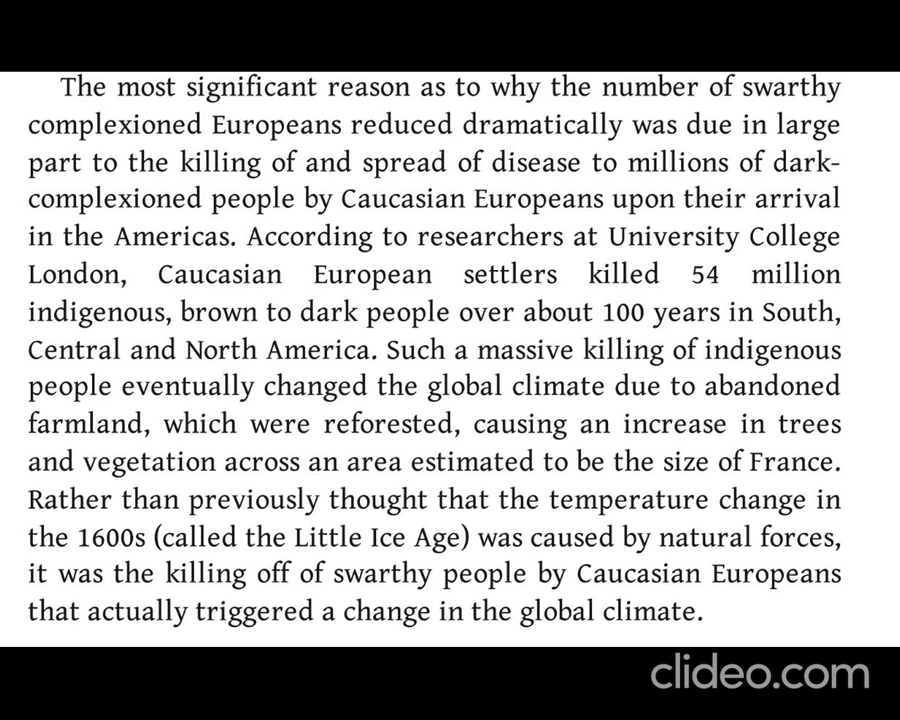 The most significant reason as to why the number of swarthy
complexioned Europeans reduced dramatically was due in large
part to the killing of and spread of disease to millions of dark-
complexioned people by Caucasian Europeans upon their arrival
in the Americas. According to researchers at University College
London, Caucasian European settlers killed 54 million
indigenous, brown to dark people over about 100 years in South,
Central and North America. Such a massive killing of indigenous
people eventually changed the global climate due to abandoned
farmland, which were reforested, causing an increase in trees
and vegetation across an area estimated to be the size of France.
Rather than previously thought that the temperature change in
the 1600s (called the Little Ice Age) was caused by natural forces,
it was the killing off of swarthy people by Caucasian Europeans
that actually triggered a change in the global climate.
clideo.com